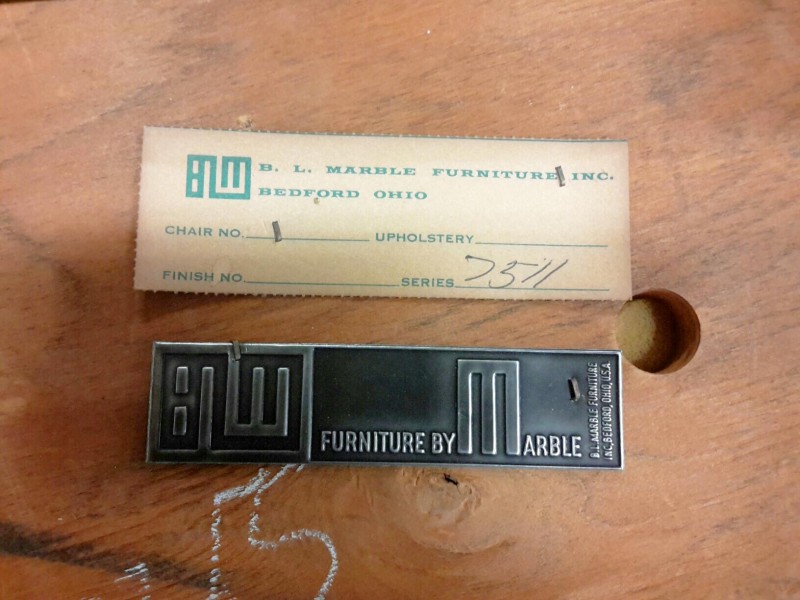 BLM B. L. MARBLE FURNITURE INC.
BEDFORD OHIO
CHAIR NO. UPHOLSTERY
FINISH NO. SERIES 7511
BLM FURNITURE BY MARBLE
B.L. MARBLE FURNITURE
INC, BEDFORD, OHIO, U.S.A